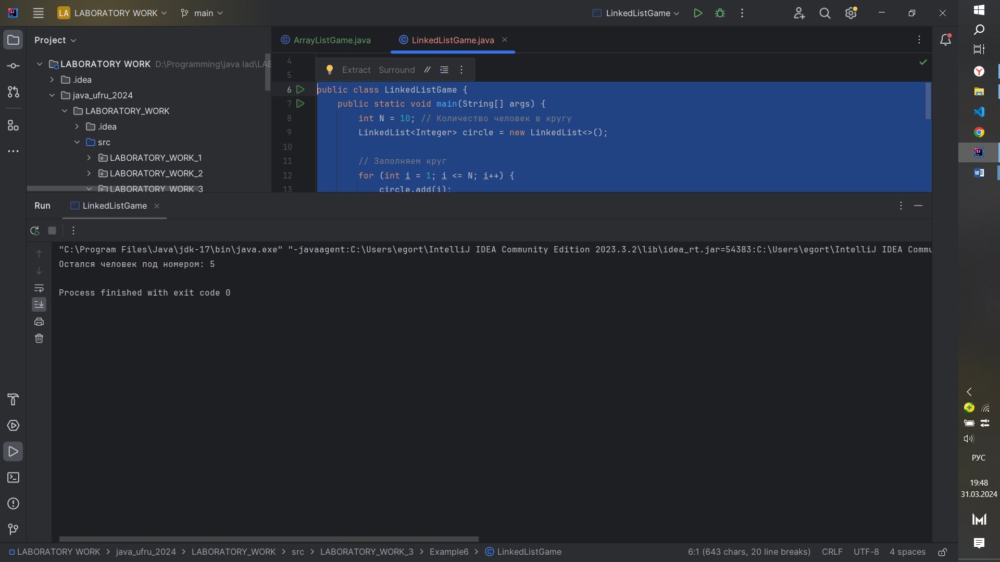 LA LABORATORY WORK main LinkedListGame
Project
ArrayListGame.java LinkedListGame.java
LABORATORY WORK D:\Programming\java lad\LAB
.idea
java_ufru_2024
LABORATORY_WORK
.idea
src
LABORATORY_WORK_1
LABORATORY_WORK_2
LABORATORY_WORK_3
4
Extract Surround
5
6 public class LinkedListGame {
7 public static void main(String[] args) {
8 int N = 10; // Количество человек в кругу
9 LinkedList<Integer> circle = new LinkedList<>();
10
11 // Заполняем круг
12 for (int i = 1; i <= N; i++) {
13 circle.add(i);
Run LinkedListGame
"C:\Program Files\Java\jdk-17\bin\java.exe" "-javaagent:C:\Users\egort\IntelliJ IDEA Community Edition 2023.3.2\lib\idea_rt.jar=54383:C:\Users\egort\IntelliJ IDEA Commu
Остался человек под номером: 5
Process finished with exit code 0
LABORATORY WORK > java_ufru_2024 > LABORATORY_WORK > src > LABORATORY_WORK_3 > Example6 > LinkedListGame
6:1 (643 chars, 20 line breaks) CRLF UTF-8 4 spaces
РУС
19:48
31.03.2024